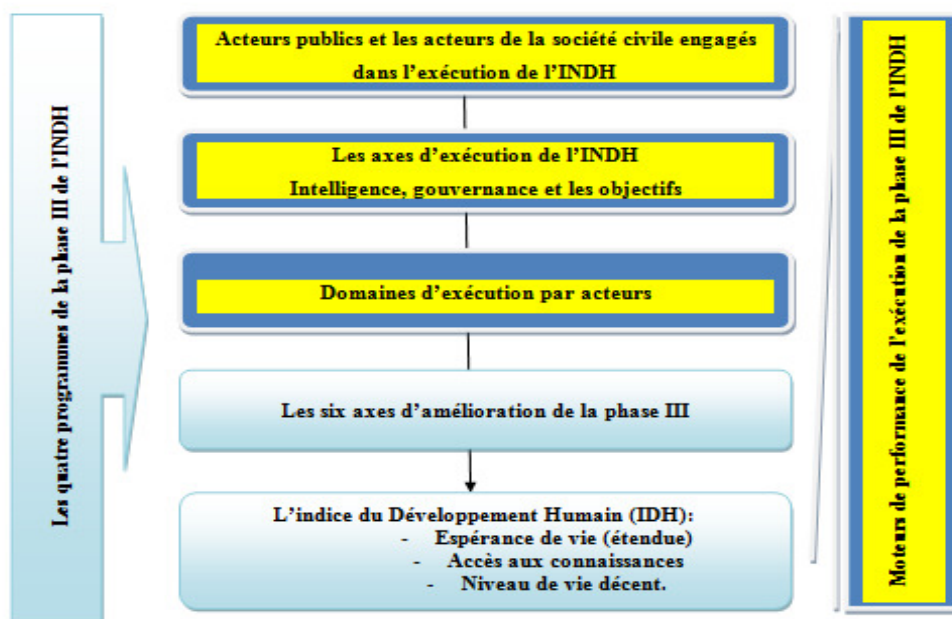 Les quatre programmes de la phase III de l'INDH
Acteurs publics et les acteurs de la société civile engagés
dans l'exécution de l'INDH
Les axes d'exécution de l'INDH
Intelligence, gouvernance et les objectifs
Domaines d'exécution par acteurs
Les six axes d'amélioration de la phase III
L'indice du Développement Humain (IDH):
- Espérance de vie (étendue)
- Accès aux connaissances
- Niveau de vie décent.
Moteurs de performance de l'exécution de la phase III de l'INDH